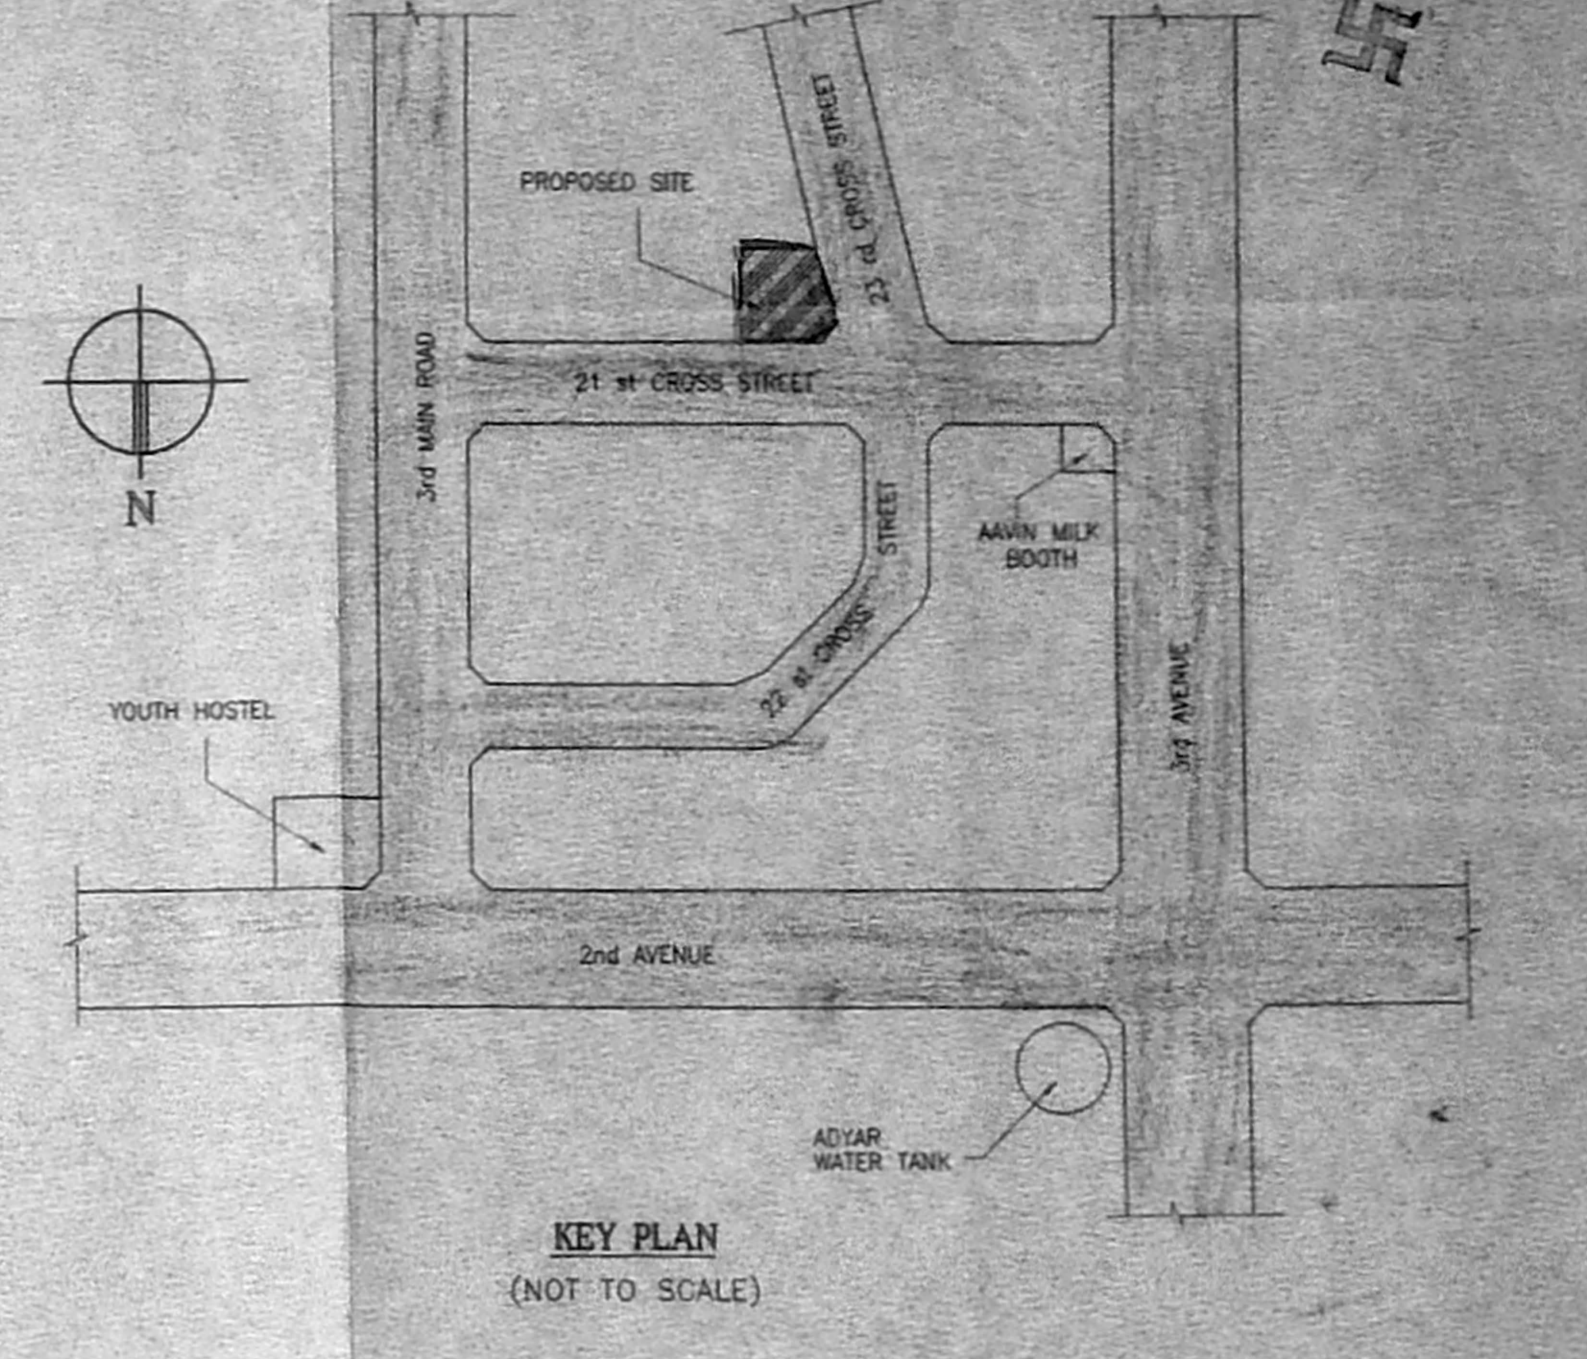 23 rd CROSS STREET
PROPOSED SITE
3rd MAIN ROAD
21 st CROSS STREET
N
STREET
22 st CROSS
AAVIN MILK
BOOTH
YOUTH HOSTEL
3rd AVENUE
2nd AVENUE
ADYAR
WATER TANK
KEY PLAN
(NOT TO SCALE)